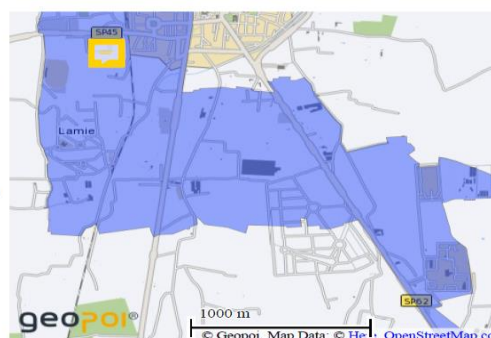 SP45
Lamie
SP62
geopoi
1000 m
© Geopoi, Map Data: © He OpenStreetMap.co